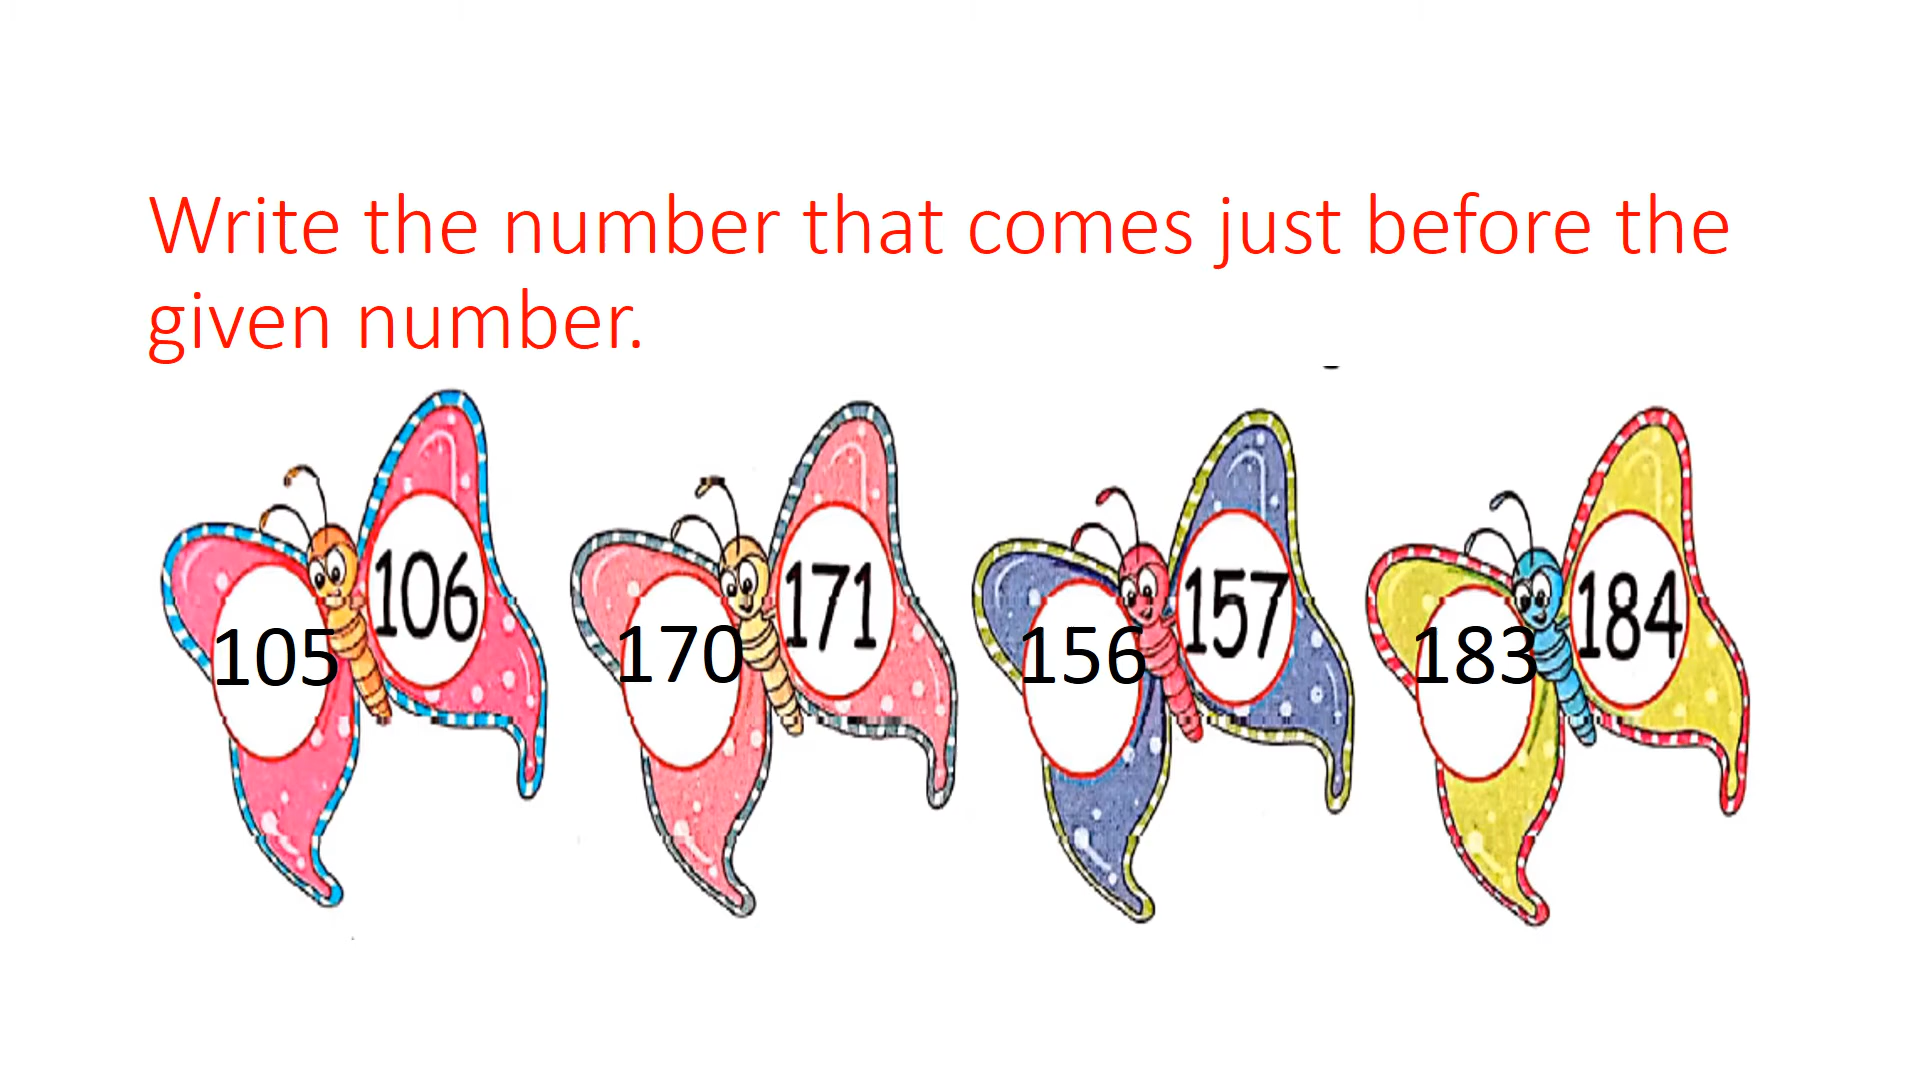 Write the number that comes just before the
given number.
105 106 170 171 156 157 183 184